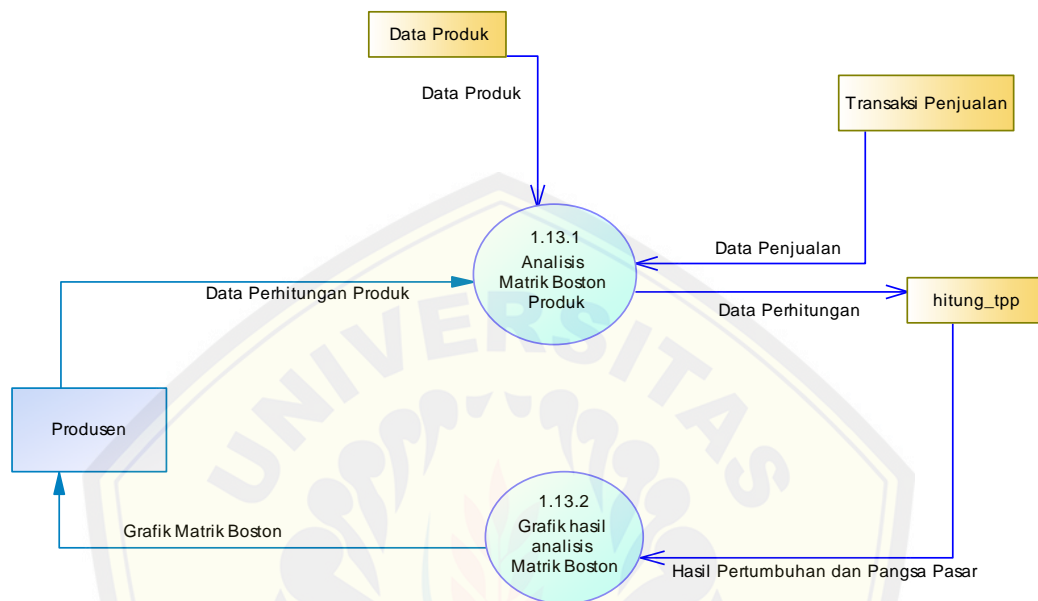 Data Produk
Data Produk
Transaksi Penjualan
1.13.1
Analisis
Matrik Boston
Produk
Data Penjualan
Data Perhitungan Produk
Data Perhitungan
hitung_tpp
UNIVERSITAS
Produsen
1.13.2
Grafik hasil
analisis
Matrik Boston
Grafik Matrik Boston
Hasil Pertumbuhan dan Pangsa Pasar